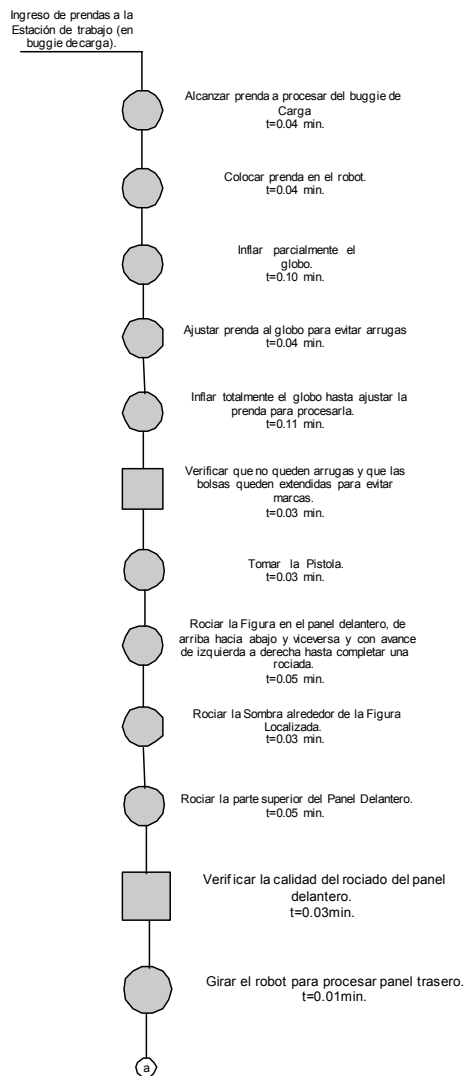 Ingreso de prendas a la
Estación de trabajo (en
buggie de carga).
Alcanzar prenda a procesar del buggie de
Carga
t=0.04 min.
Colocar prenda en el robot.
t=0.04 min.
Inflar parcialmente el
globo.
t=0.10 min.
Ajustar prenda al globo para evitar arrugas
t=0.04 min.
Inflar totalmente el globo hasta ajustar la
prenda para procesarla.
t=0.11 min.
Verificar que no queden arrugas y que las
bolsas queden extendidas para evitar
marcas.
t=0.03 min.
Tomar la Pistola.
t=0.03 min.
Rociar la Figura en el panel delantero, de
arriba hacia abajo y viceversa y con avance
de izquierda a derecha hasta completar una
rociada.
t=0.05 min.
Rociar la Sombra alrededor de la Figura
Localizada.
t=0.03 min.
Rociar la parte superior del Panel Delantero.
t=0.05 min.
Verificar la calidad del rociado del panel
delantero.
t=0.03min.
Girar el robot para procesar panel trasero.
t=0.01min.
a